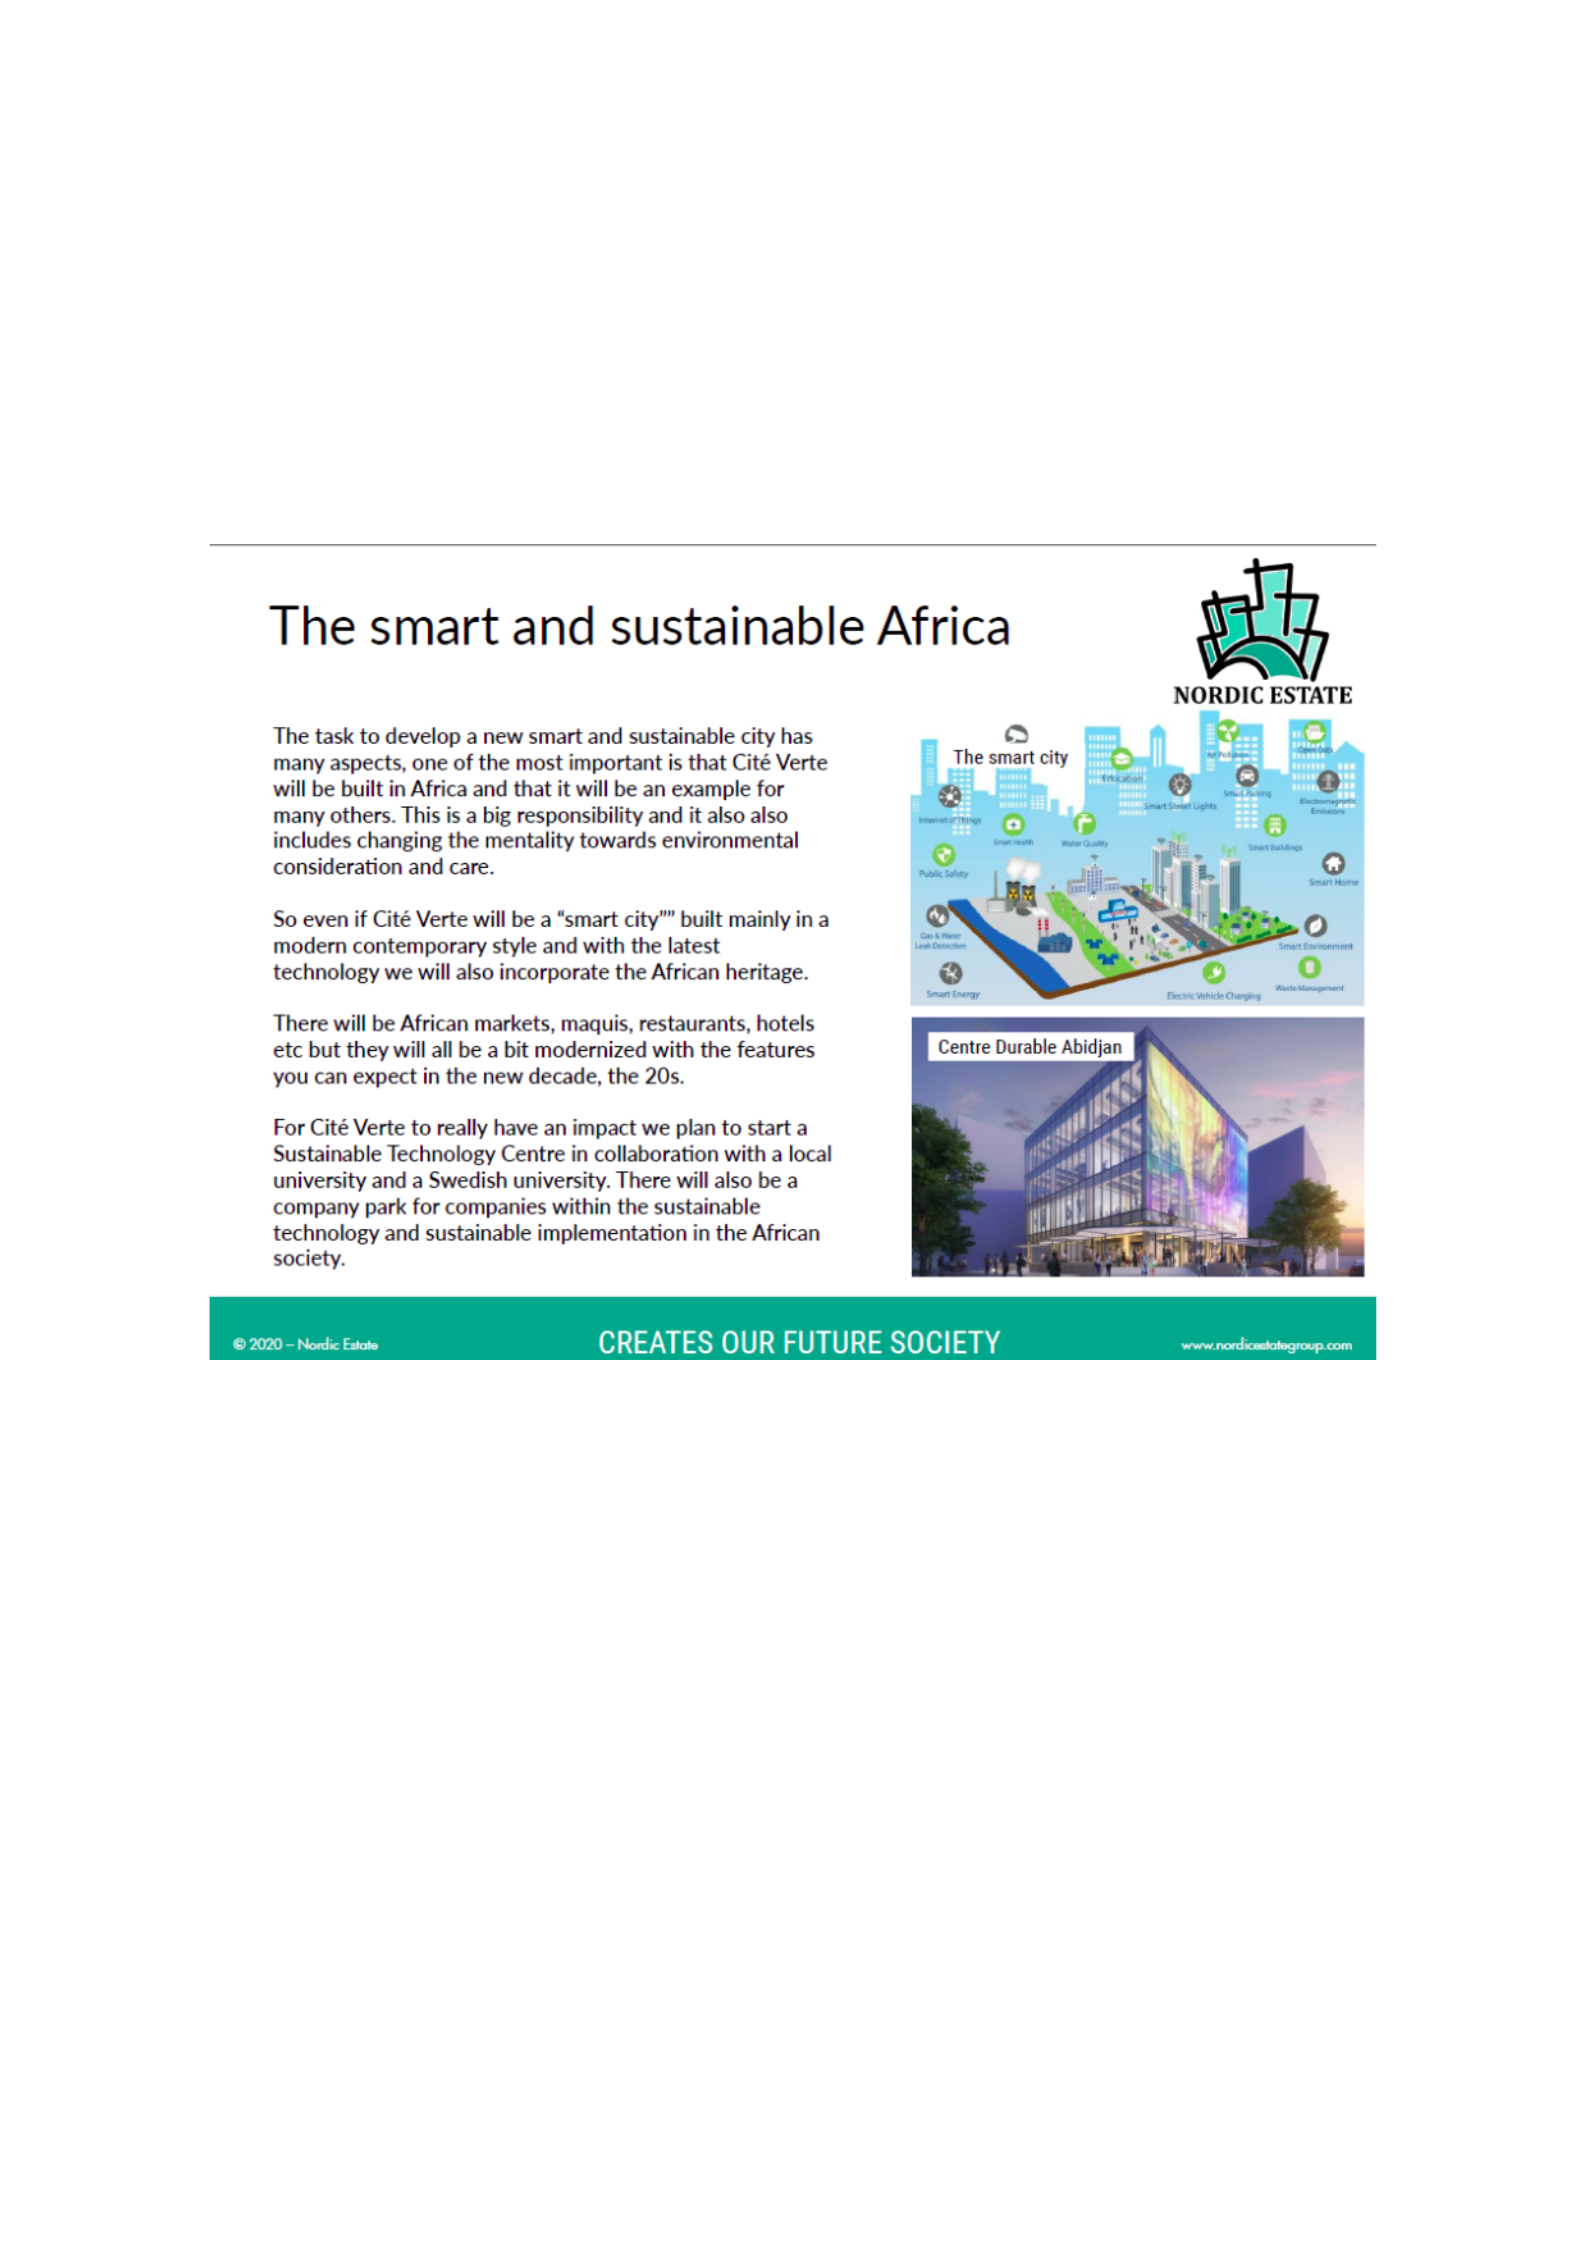 The smart and sustainable Africa
NORDIC ESTATE
The task to develop a new smart and sustainable city has
many aspects, one of the most important is that Cité Verte
will be built in Africa and that it will be an example for
many others. This is a big responsibility and it also also
includes changing the mentality towards environmental
consideration and care.
So even if Cité Verte will be a “smart city”” built mainly in a
modern contemporary style and with the latest
technology we will also incorporate the African heritage.
There will be African markets, maquis, restaurants, hotels
etc but they will all be a bit modernized with the features
you can expect in the new decade, the 20s.
For Cité Verte to really have an impact we plan to start a
Sustainable Technology Centre in collaboration with a local
university and a Swedish university. There will also be a
company park for companies within the sustainable
technology and sustainable implementation in the African
society.
The smart city
Air Pollution
Open Data
Education
Smart Street Lights
Smart Parking
Electromagnetic
Emissions
Internet of Things
Smart Health
Water Quality
Smart Buildings
Public Safety
Smart Home
Gas & Water
Leak Detection
Smart Environment
Smart Energy
Electric Vehicle Charging
Waste Management
Centre Durable Abidjan
© 2020 – Nordic Estate
CREATES OUR FUTURE SOCIETY
www.nordicestategroup.com